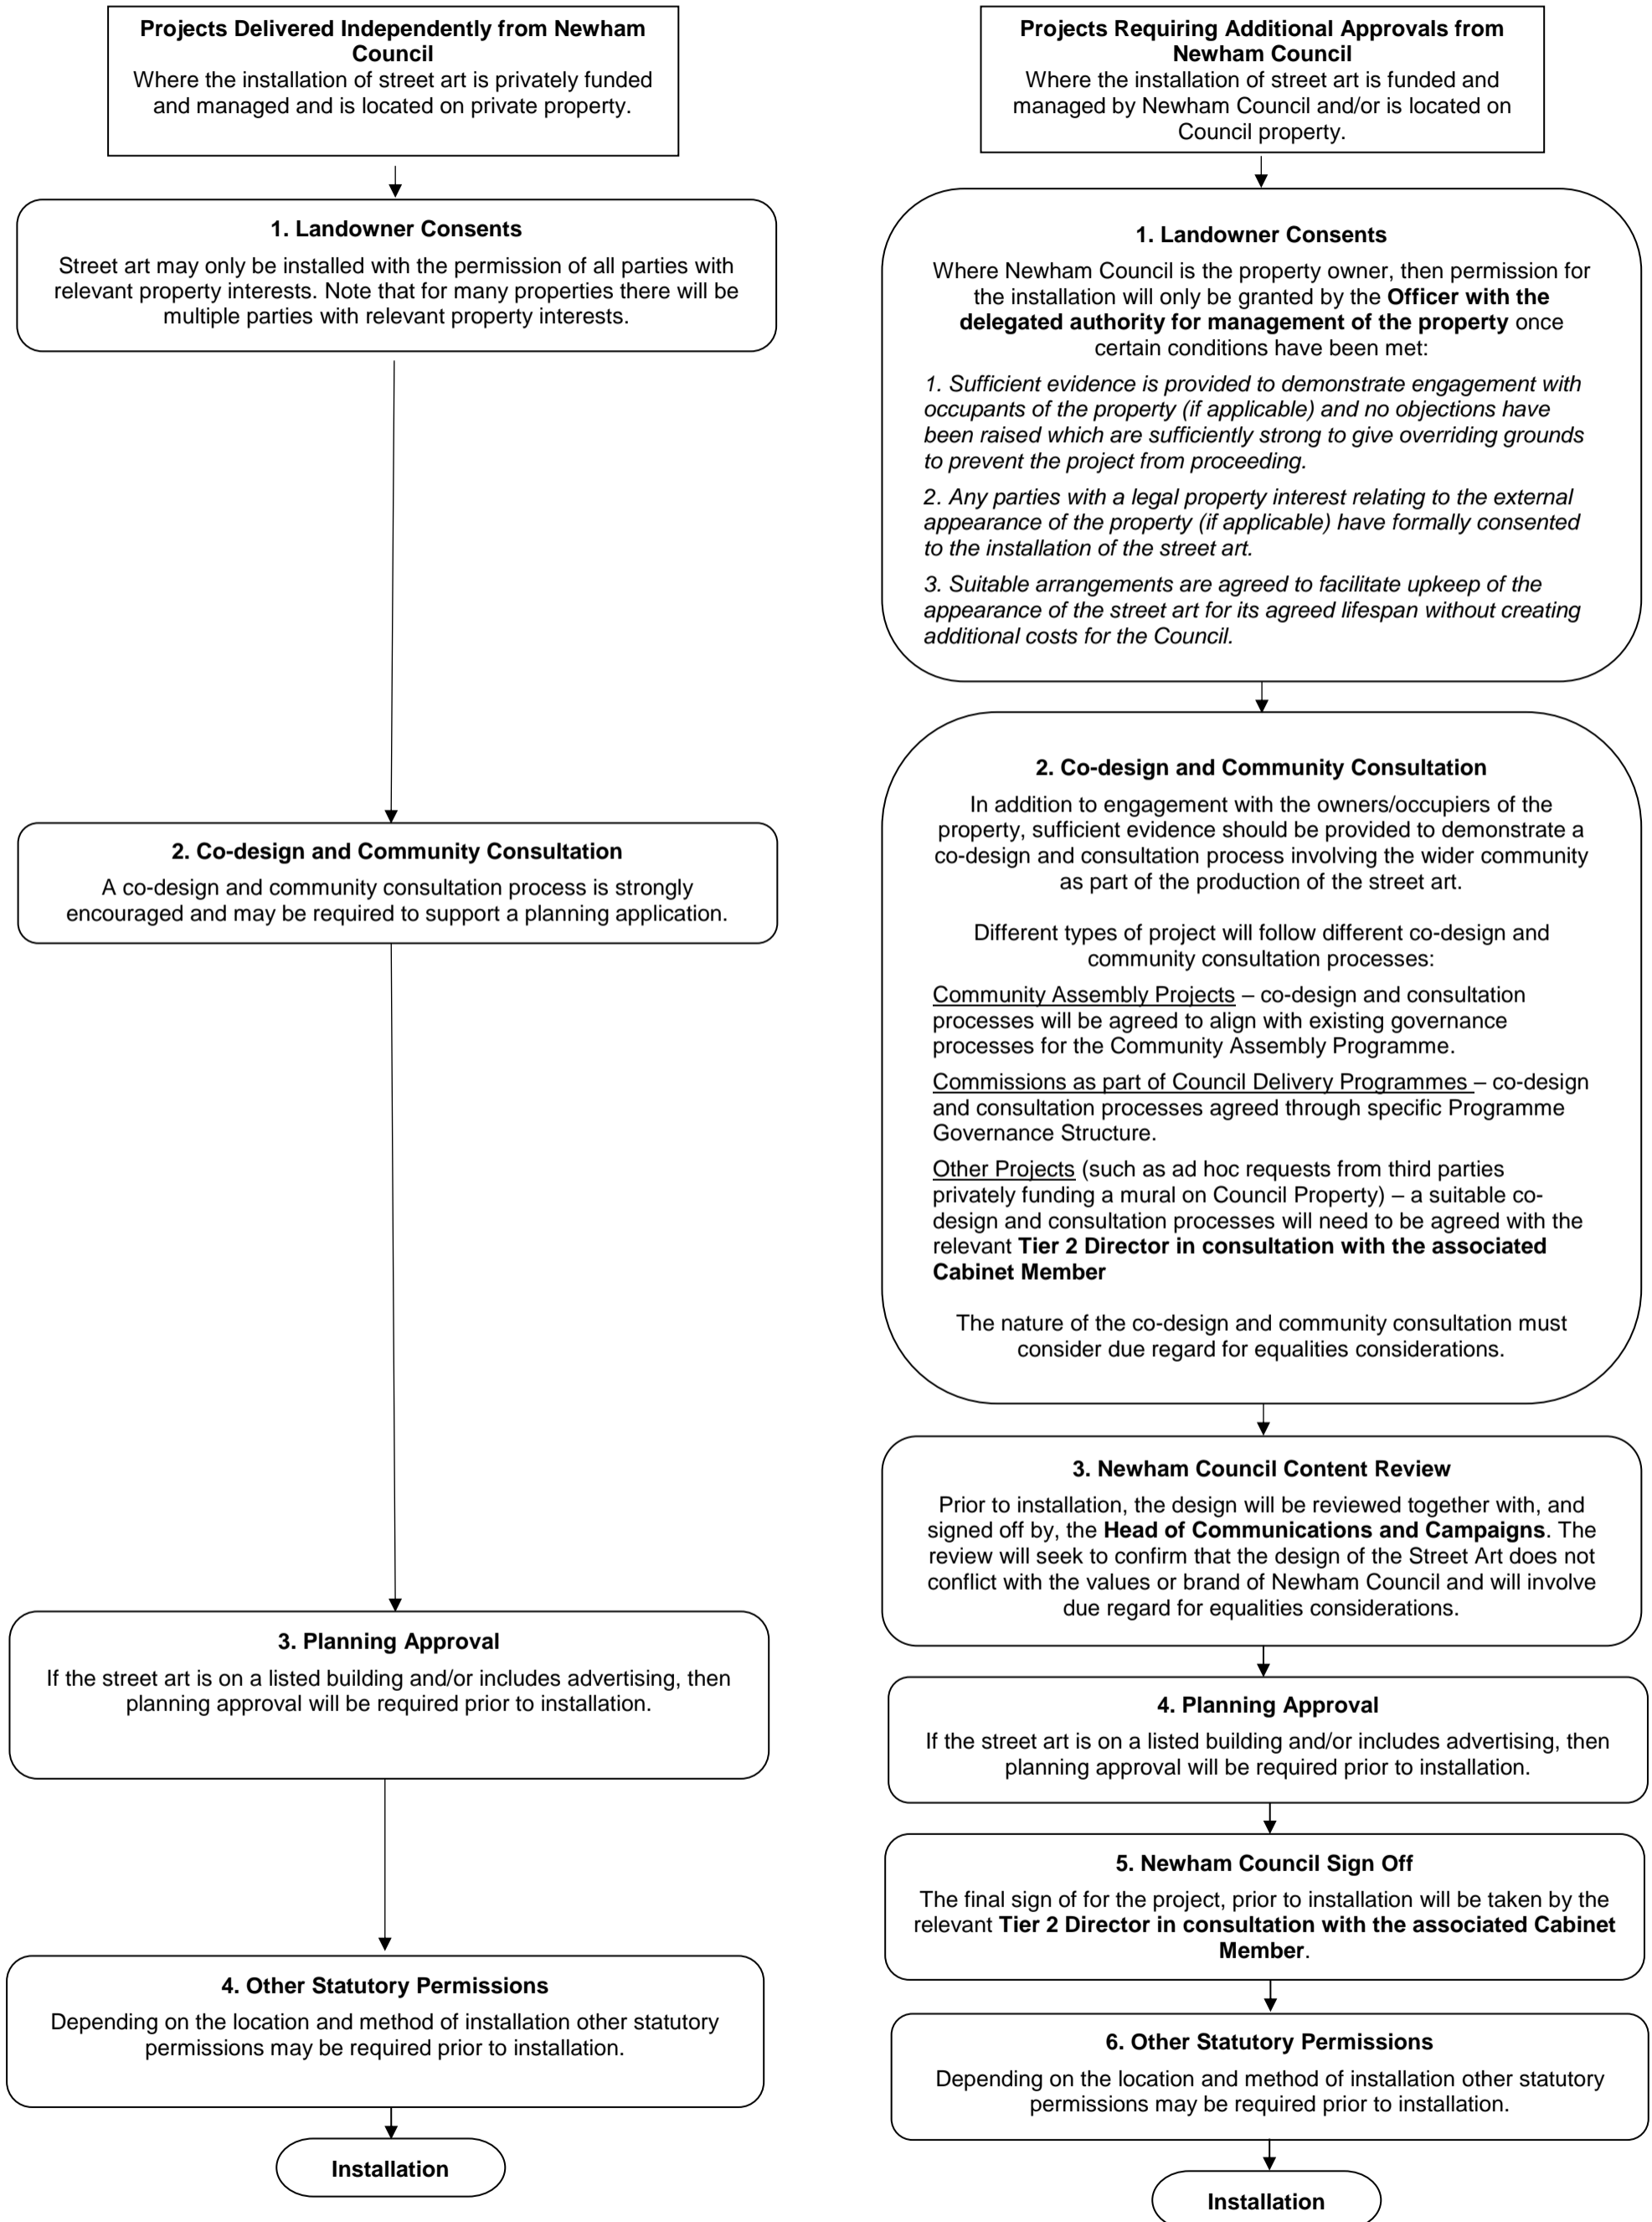 Projects Delivered Independently from Newham
Council
Where the installation of street art is privately funded
and managed and is located on private property.
1. Landowner Consents
Street art may only be installed with the permission of all parties with
relevant property interests. Note that for many properties there will be
multiple parties with relevant property interests.
2. Co-design and Community Consultation
A co-design and community consultation process is strongly
encouraged and may be required to support a planning application.
3. Planning Approval
If the street art is on a listed building and/or includes advertising, then
planning approval will be required prior to installation.
4. Other Statutory Permissions
Depending on the location and method of installation other statutory
permissions may be required prior to installation.
Installation
Projects Requiring Additional Approvals from
Newham Council
Where the installation of street art is funded and
managed by Newham Council and/or is located on
Council property.
1. Landowner Consents
Where Newham Council is the property owner, then permission for
the installation will only be granted by the Officer with the
delegated authority for management of the property once
certain conditions have been met:
1. Sufficient evidence is provided to demonstrate engagement with
occupants of the property (if applicable) and no objections have
been raised which are sufficiently strong to give overriding grounds
to prevent the project from proceeding.
2. Any parties with a legal property interest relating to the external
appearance of the property (if applicable) have formally consented
to the installation of the street art.
3. Suitable arrangements are agreed to facilitate upkeep of the
appearance of the street art for its agreed lifespan without creating
additional costs for the Council.
2. Co-design and Community Consultation
In addition to engagement with the owners/occupiers of the
property, sufficient evidence should be provided to demonstrate a
co-design and consultation process involving the wider community
as part of the production of the street art.
Different types of project will follow different co-design and
community consultation processes:
Community Assembly Projects – co-design and consultation
processes will be agreed to align with existing governance
processes for the Community Assembly Programme.
Commissions as part of Council Delivery Programmes – co-design
and consultation processes agreed through specific Programme
Governance Structure.
Other Projects (such as ad hoc requests from third parties
privately funding a mural on Council Property) – a suitable co-
design and consultation processes will need to be agreed with the
relevant Tier 2 Director in consultation with the associated
Cabinet Member
The nature of the co-design and community consultation must
consider due regard for equalities considerations.
3. Newham Council Content Review
Prior to installation, the design will be reviewed together with, and
signed off by, the Head of Communications and Campaigns. The
review will seek to confirm that the design of the Street Art does not
conflict with the values or brand of Newham Council and will involve
due regard for equalities considerations.
4. Planning Approval
If the street art is on a listed building and/or includes advertising, then
planning approval will be required prior to installation.
5. Newham Council Sign Off
The final sign of for the project, prior to installation will be taken by the
relevant Tier 2 Director in consultation with the associated Cabinet
Member.
6. Other Statutory Permissions
Depending on the location and method of installation other statutory
permissions may be required prior to installation.
Installation